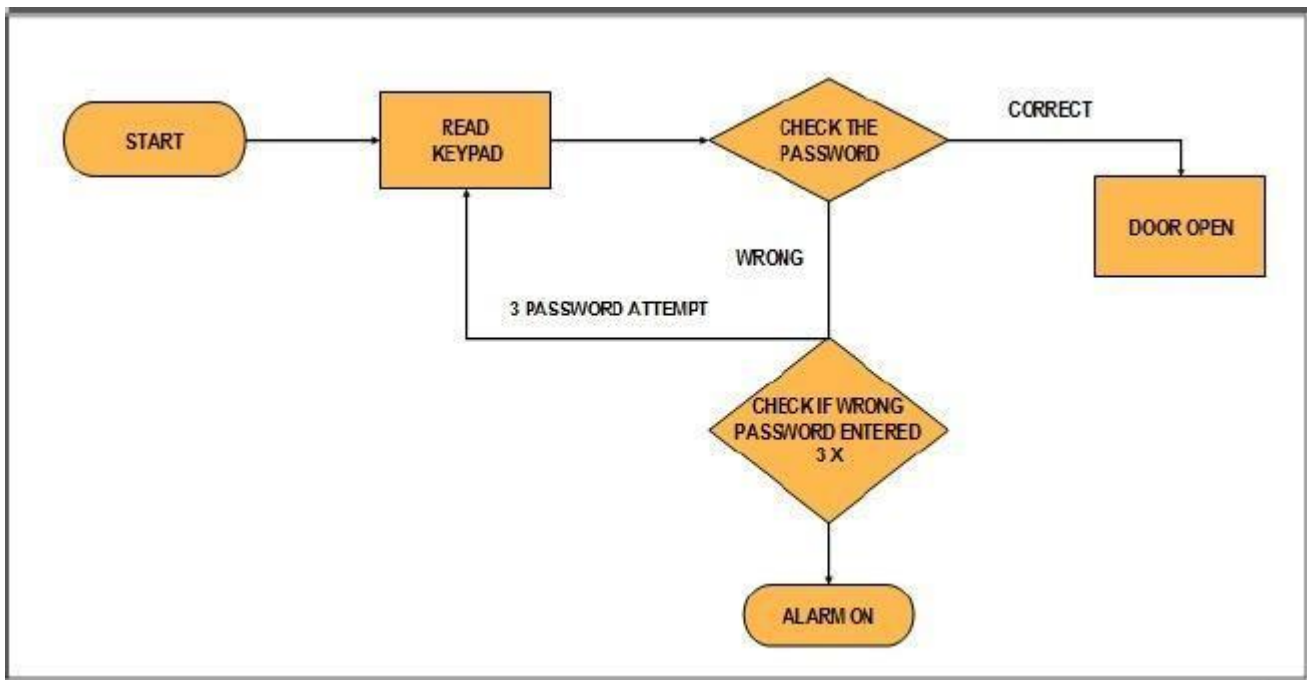 START
READ
KEYPAD
CHECK THE
PASSWORD
CORRECT
DOOR OPEN
WRONG
3 PASSWORD ATTEMPT
CHECK IF WRONG
PASSWORD ENTERED
3 X
ALARM ON